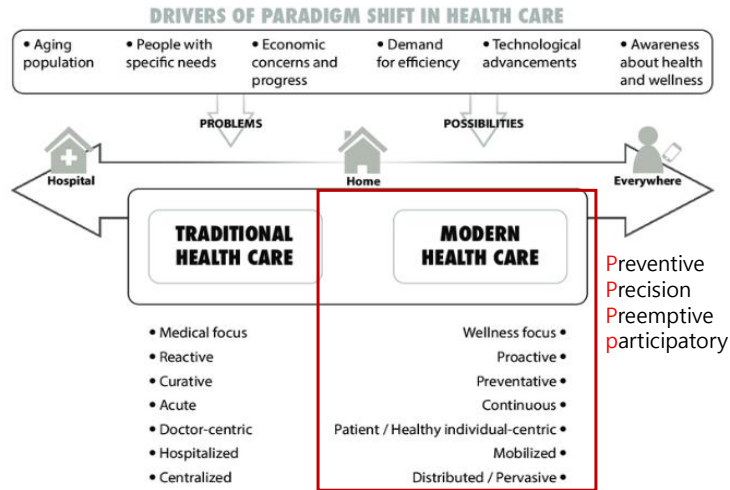 DRIVERS OF PARADIGM SHIFT IN HEALTH CARE
• Aging population
• People with specific needs
• Economic concerns and progress
• Demand for efficiency
• Technological advancements
• Awareness about health and wellness
PROBLEMS
POSSIBILITIES
Hospital
Home
Everywhere
TRADITIONAL
HEALTH CARE
MODERN
HEALTH CARE
Preventive
Precision
Preemptive
participatory
• Medical focus
• Reactive
• Curative
• Acute
• Doctor-centric
• Hospitalized
• Centralized
Wellness focus •
Proactive •
Preventative •
Continuous •
Patient / Healthy individual-centric •
Mobilized •
Distributed / Pervasive •